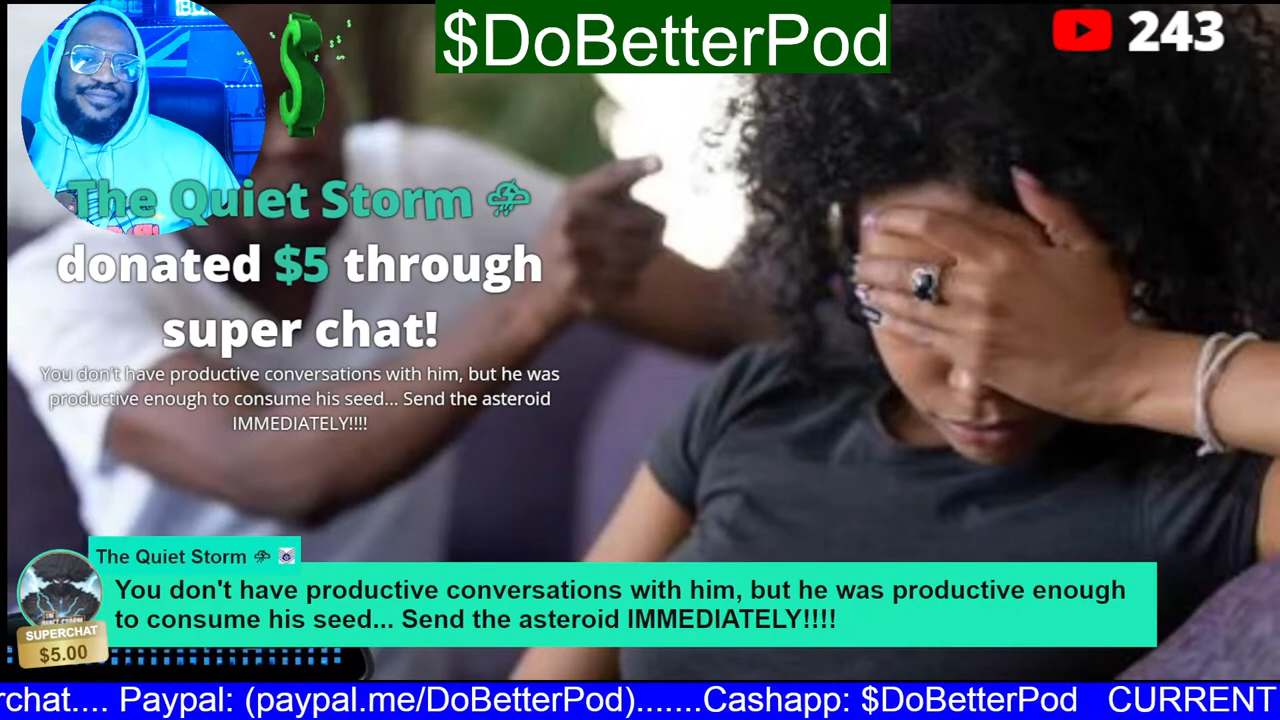 $DoBetterPod
243
The Quiet Storm
donated $5 through
super chat!
You don't have productive conversations with him, but he was
productive enough to consume his seed... Send the asteroid
IMMEDIATELY!!!!
The Quiet Storm
You don't have productive conversations with him, but he was productive enough
to consume his seed... Send the asteroid IMMEDIATELY!!!!
SUPERCHAT
$5.00
rchat.... Paypal: (paypal.me/DoBetterPod).......Cashapp: $DoBetterPod CURRENT